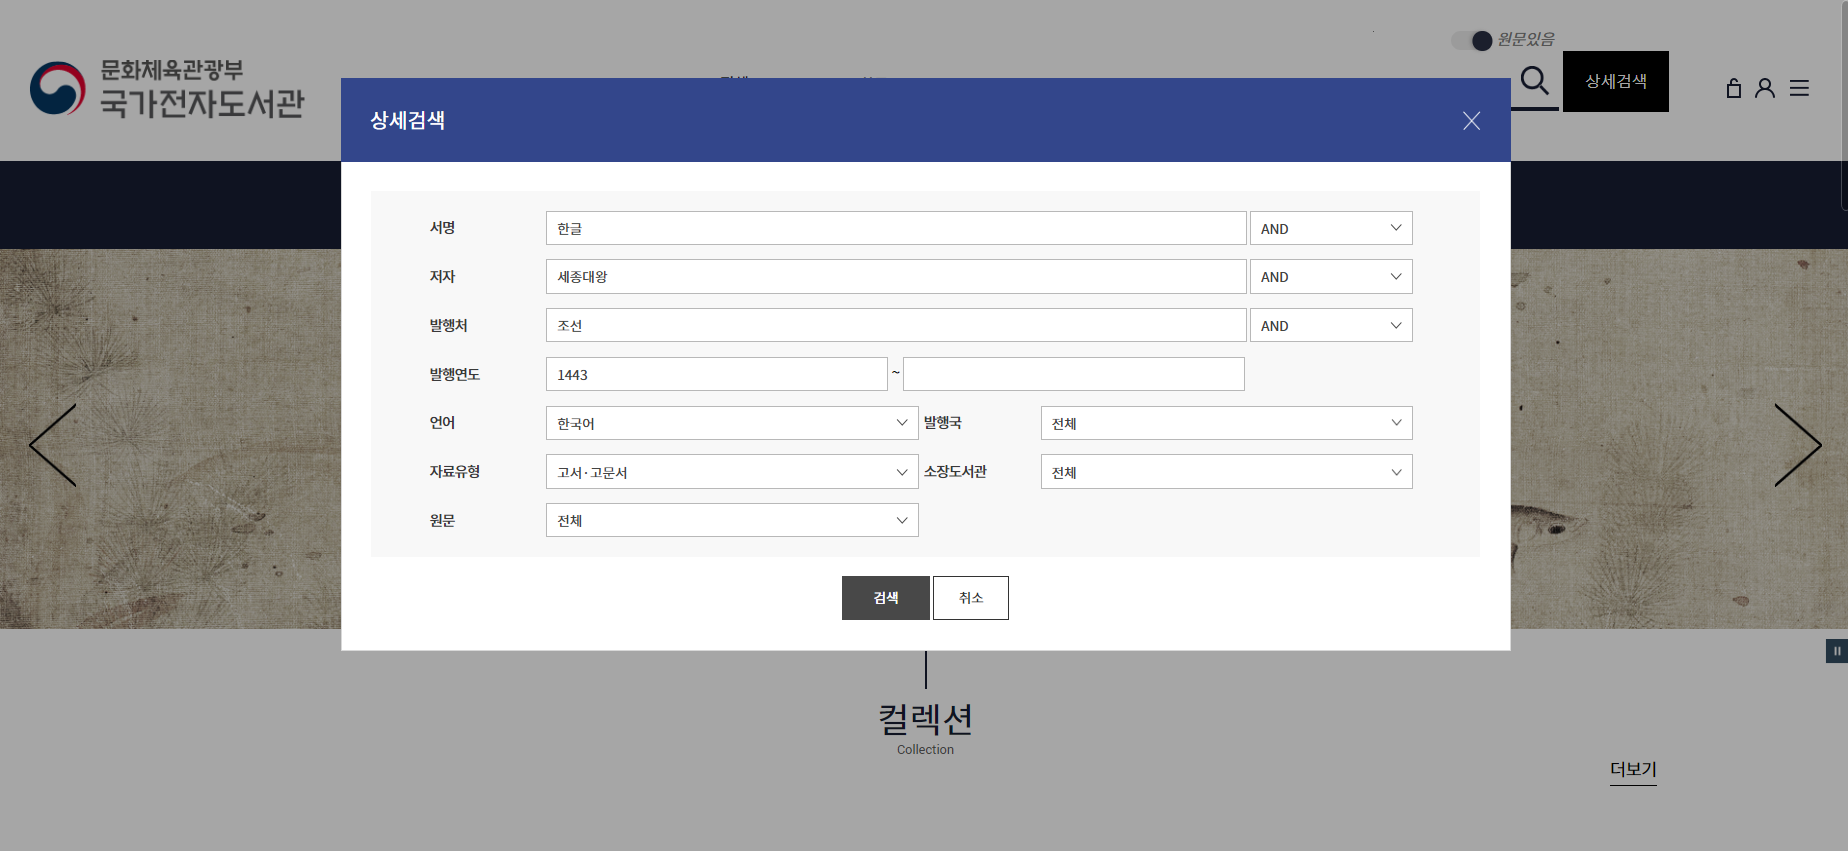 원문있음
문화체육관광부
국가전자도서관
상세검색
상세검색
서명 한글 AND
저자 세종대왕 AND
발행처 조선 AND
발행연도 1443 ~
언어 한국어 발행국 전체
자료유형 고서·고문서 소장도서관 전체
원문 전체
검색 취소
컬렉션
Collection
더보기